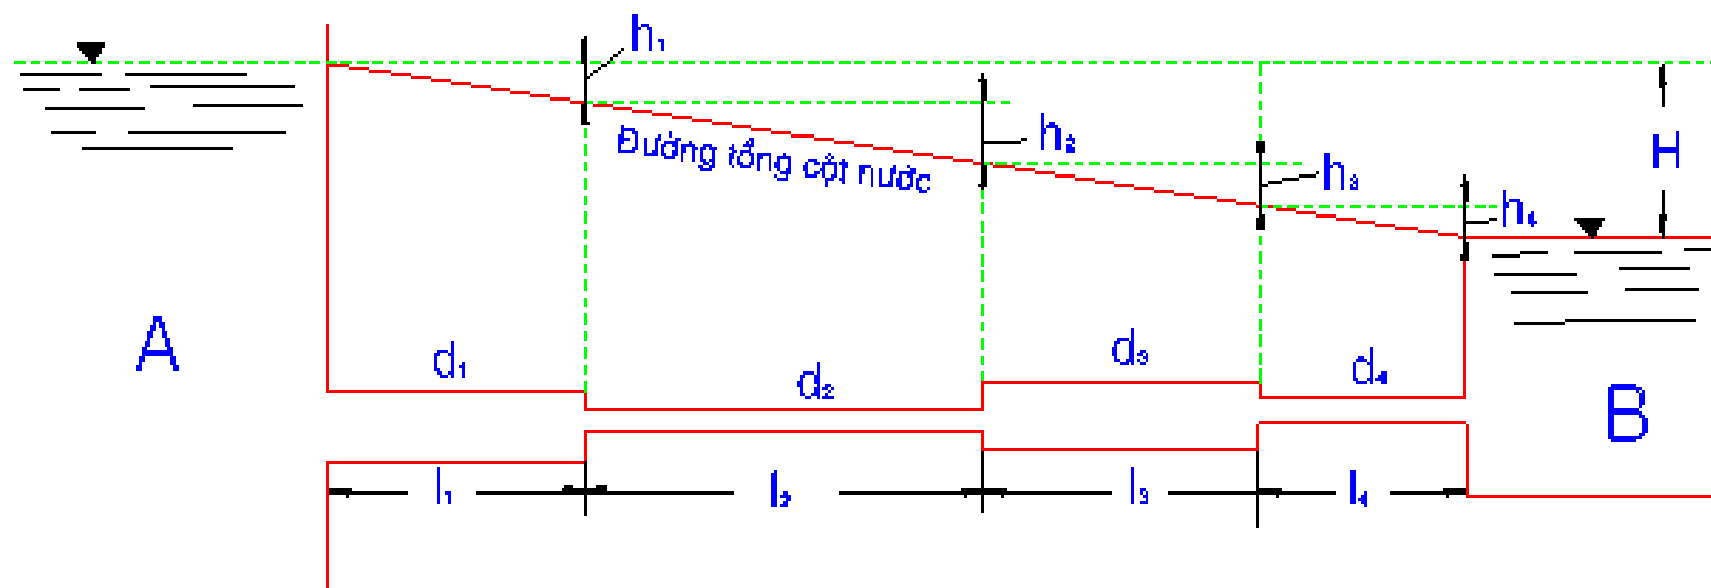 h₁
h₂
H
Đường tổng cột nước
h₃
h₄
A
d₁
d₂
d₃
d₄
B
l₁
l₂
l₃
l₄